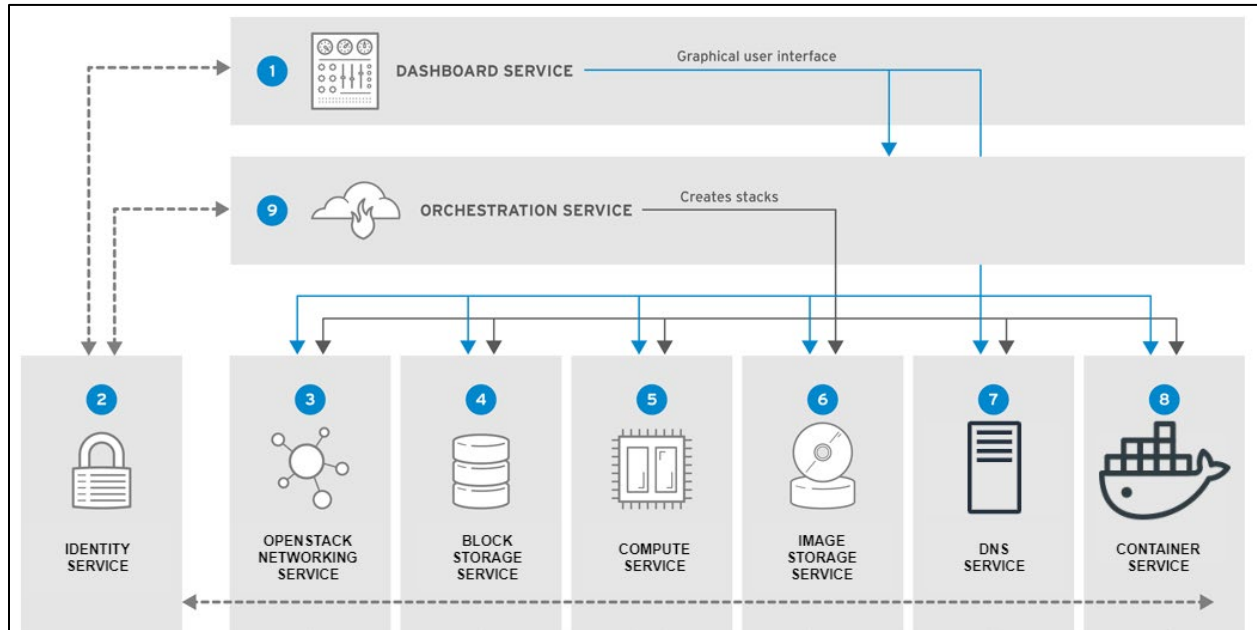 1
DASHBOARD SERVICE
Graphical user interface
9
ORCHESTRATION SERVICE
Creates stacks
2
IDENTITY
SERVICE
3
OPENSTACK
NETWORKING
SERVICE
4
BLOCK
STORAGE
SERVICE
5
COMPUTE
SERVICE
6
IMAGE
STORAGE
SERVICE
7
DNS
SERVICE
8
CONTAINER
SERVICE